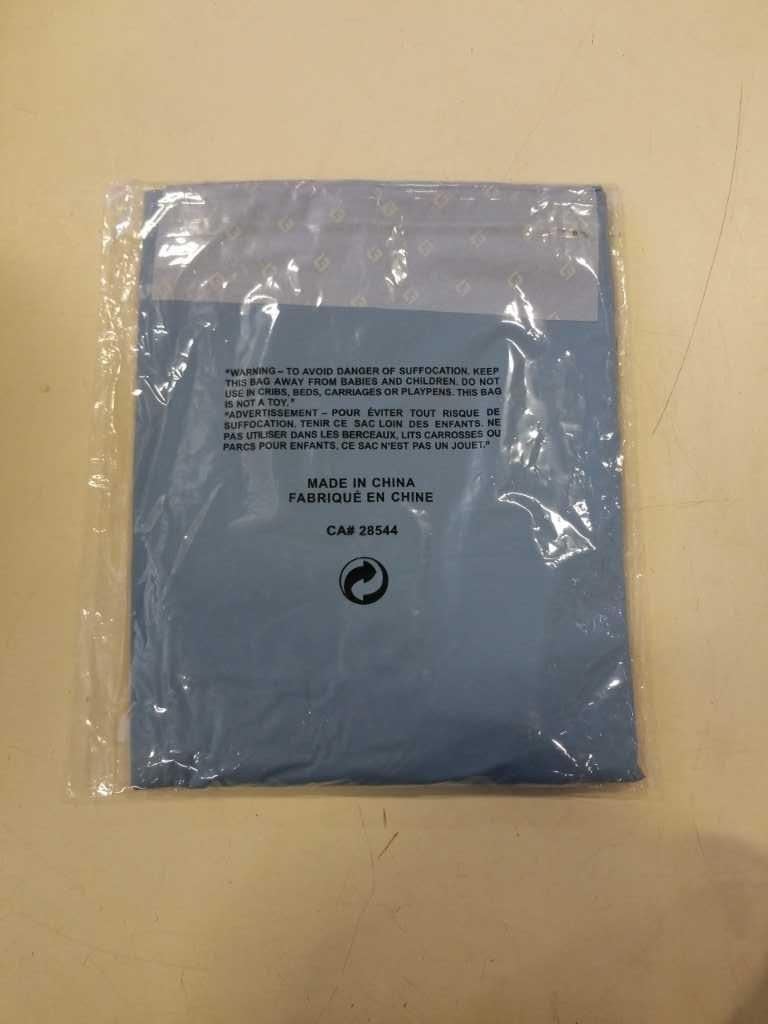 "WARNING – TO AVOID DANGER OF SUFFOCATION, KEEP
THIS BAG AWAY FROM BABIES AND CHILDREN. DO NOT
USE IN CRIBS, BEDS, CARRIAGES OR PLAYPENS. THIS BAG
IS NOT A TOY."
"ADVERTISSEMENT – POUR ÉVITER TOUT RISQUE DE
SUFFOCATION. TENIR CE SAC LOIN DES ENFANTS. NE
PAS UTILISER DANS LES BERCEAUX, LITS CARROSSES OU
PARCS POUR ENFANTS, CE SAC N'EST PAS UN JOUET."
MADE IN CHINA
FABRIQUÉ EN CHINE
CA# 28544